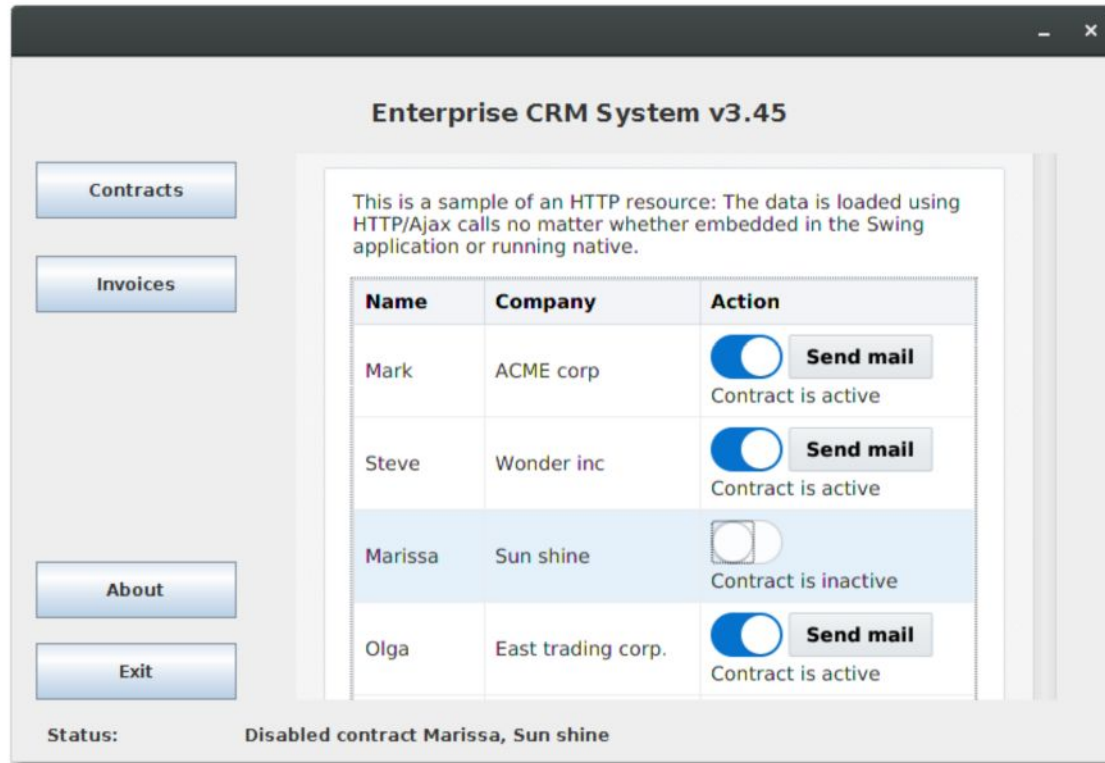 Enterprise CRM System v3.45
Contracts
Invoices
About
Exit
This is a sample of an HTTP resource: The data is loaded using
HTTP/Ajax calls no matter whether embedded in the Swing
application or running native.
Name Company Action
Mark ACME corp Send mail
Contract is active
Steve Wonder inc Send mail
Contract is active
Marissa Sun shine
Contract is inactive
Olga East trading corp. Send mail
Contract is active
Status: Disabled contract Marissa, Sun shine